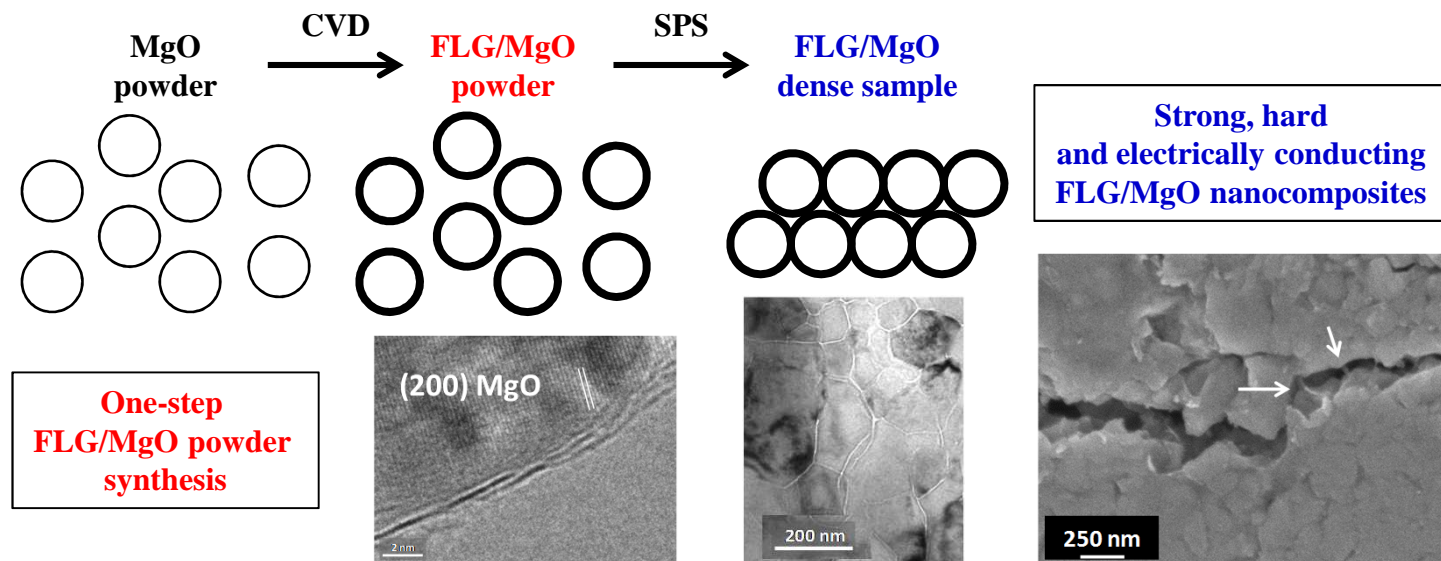 CVD
SPS
MgO
powder
FLG/MgO
powder
FLG/MgO
dense sample
Strong, hard
and electrically conducting
FLG/MgO nanocomposites
One-step
FLG/MgO powder
synthesis
(200) MgO
2 nm
200 nm
250 nm